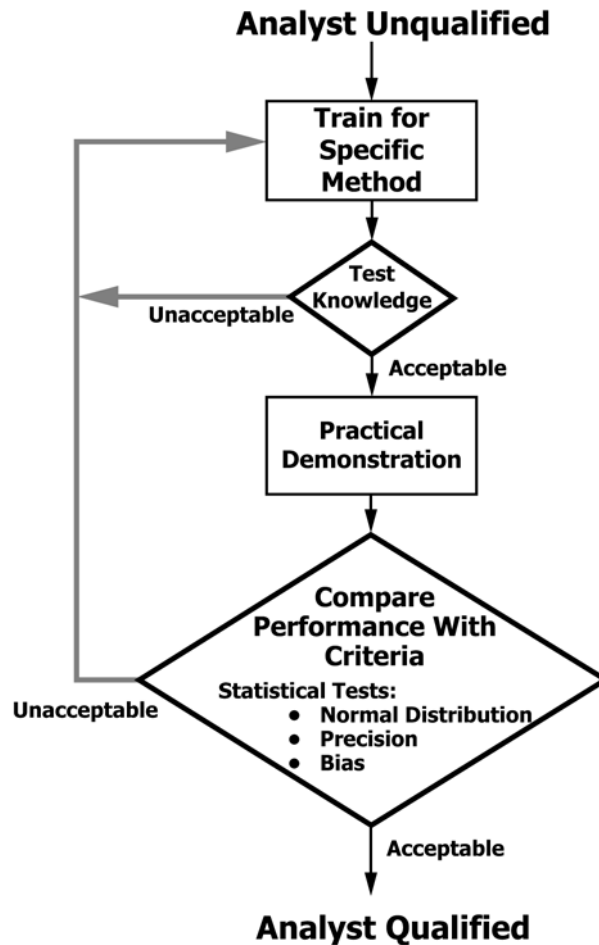 Analyst Unqualified
Train for
Specific
Method
Test
Knowledge
Unacceptable
Acceptable
Practical
Demonstration
Compare
Performance With
Criteria
Statistical Tests:
● Normal Distribution
● Precision
● Bias
Unacceptable
Acceptable
Analyst Qualified